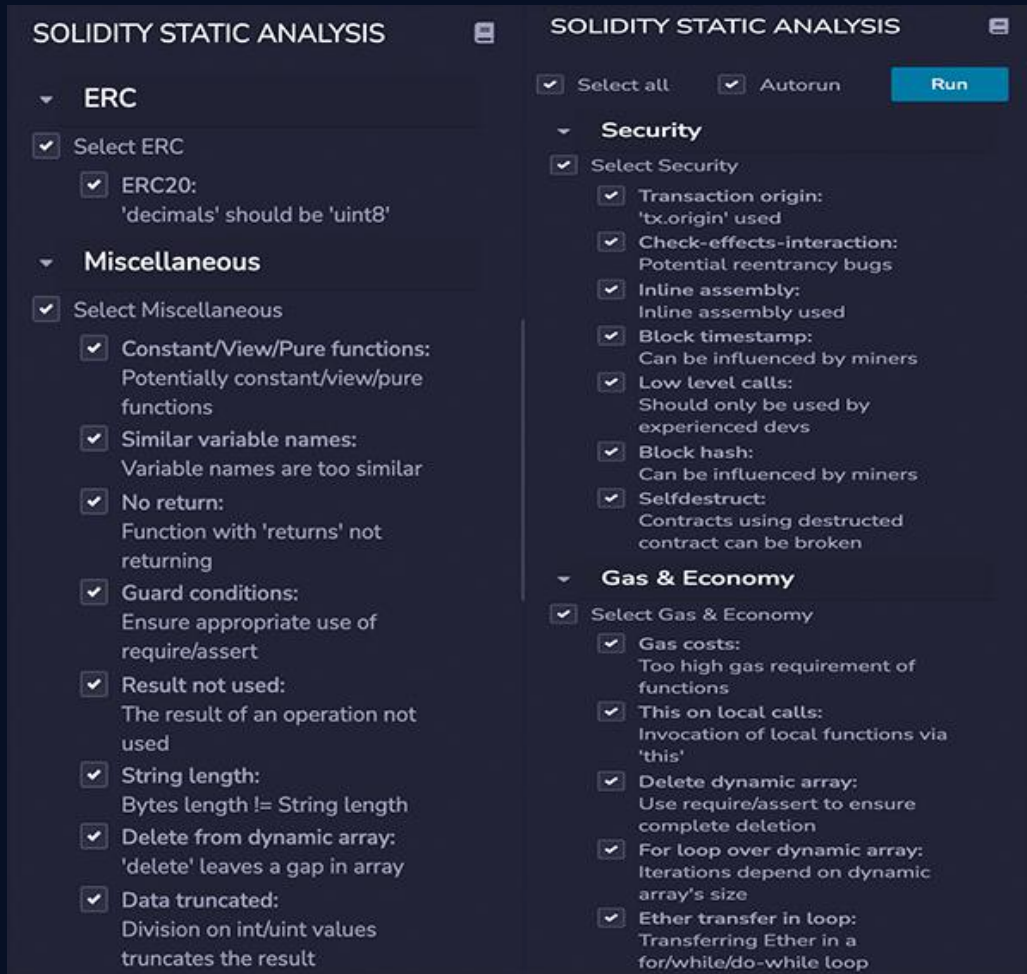 SOLIDITY STATIC ANALYSIS
ERC
Select ERC
ERC20:
'decimals' should be 'uint8'
Miscellaneous
Select Miscellaneous
Constant/View/Pure functions:
Potentially constant/view/pure
functions
Similar variable names:
Variable names are too similar
No return:
Function with 'returns' not
returning
Guard conditions:
Ensure appropriate use of
require/assert
Result not used:
The result of an operation not
used
String length:
Bytes length != String length
Delete from dynamic array:
'delete' leaves a gap in array
Data truncated:
Division on int/uint values
truncates the result
SOLIDITY STATIC ANALYSIS
Select all
Autorun
Run
Security
Select Security
Transaction origin:
'tx.origin' used
Check-effects-interaction:
Potential reentrancy bugs
Inline assembly:
Inline assembly used
Block timestamp:
Can be influenced by miners
Low level calls:
Should only be used by
experienced devs
Block hash:
Can be influenced by miners
Selfdestruct:
Contracts using destructed
contract can be broken
Gas & Economy
Select Gas & Economy
Gas costs:
Too high gas requirement of
functions
This on local calls:
Invocation of local functions via
'this'
Delete dynamic array:
Use require/assert to ensure
complete deletion
For loop over dynamic array:
Iterations depend on dynamic
array's size
Ether transfer in loop:
Transferring Ether in a
for/while/do-while loop